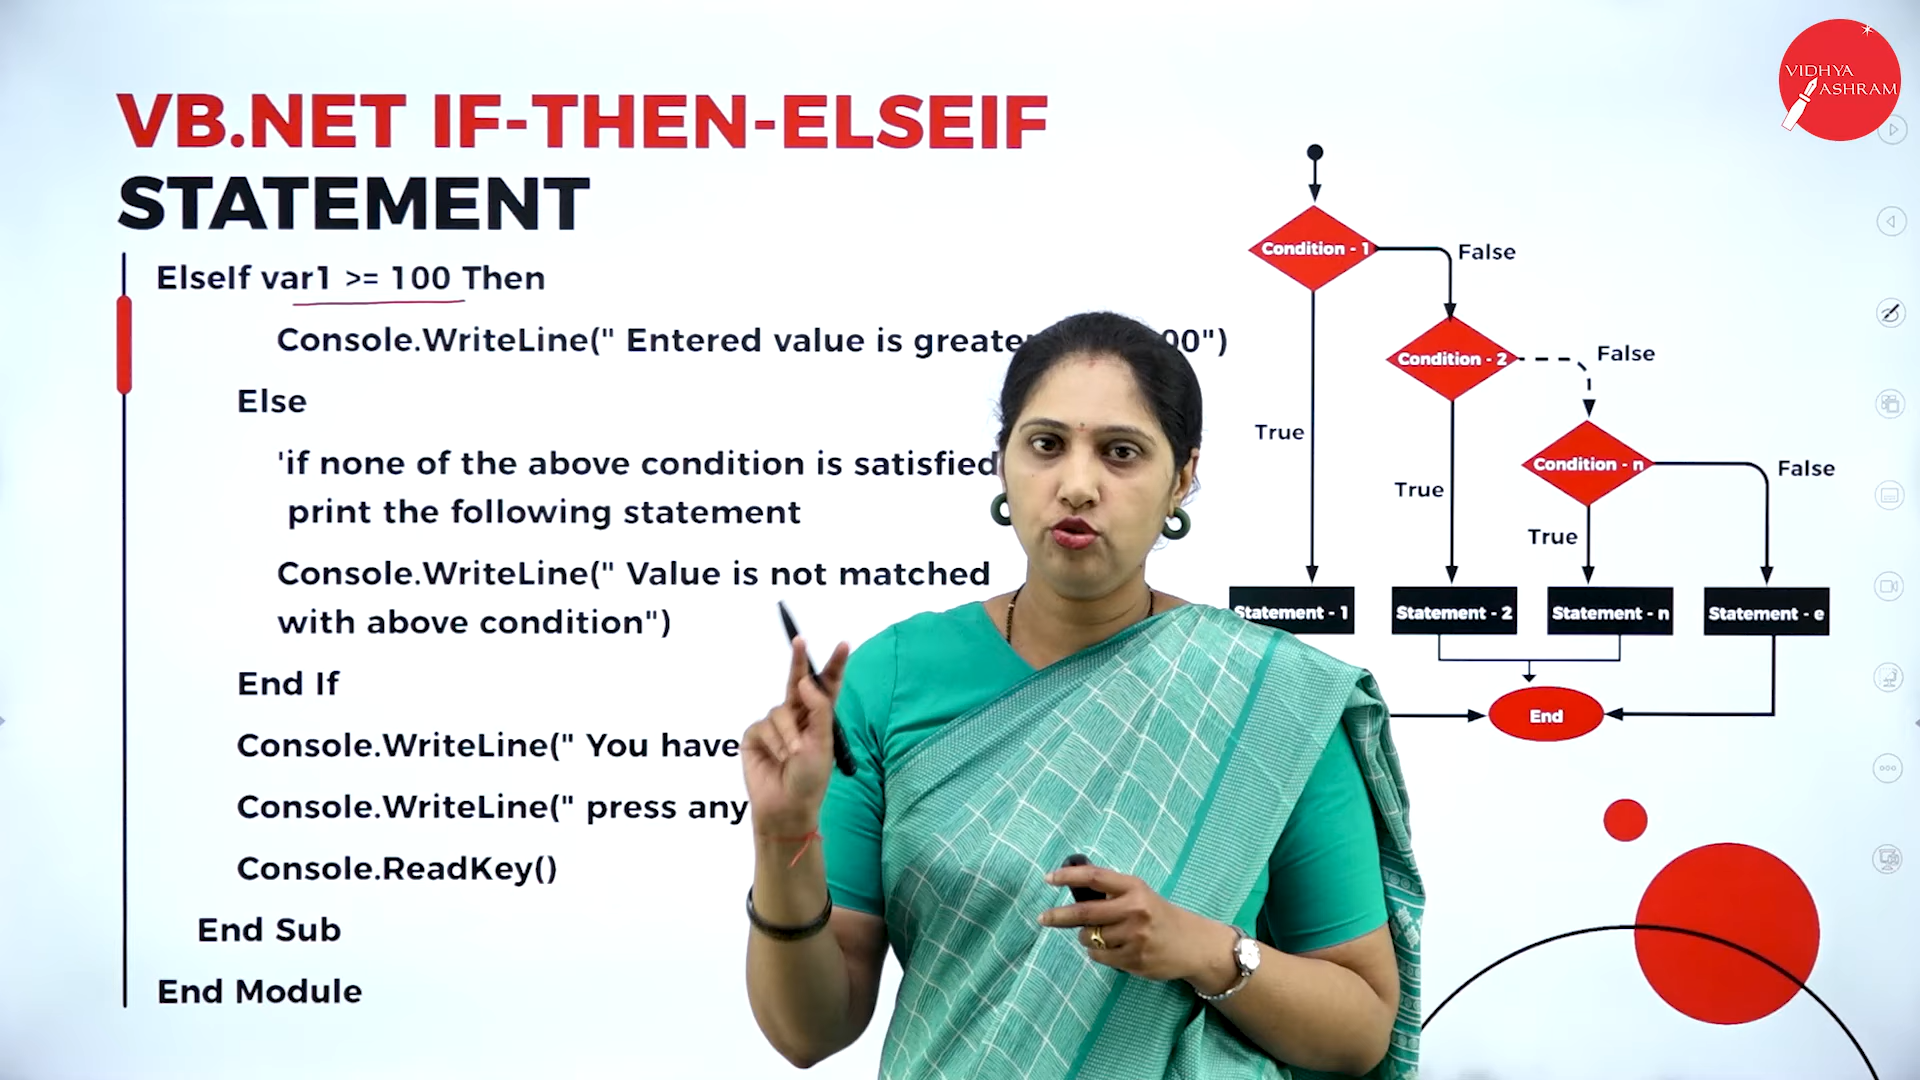 VIDHYA
ASHRAM
VB.NET IF-THEN-ELSEIF
STATEMENT
ElseIf var1 >= 100 Then
Console.WriteLine(" Entered value is greater 00")
Else
'if none of the above condition is satisfied
print the following statement
Console.WriteLine(" Value is not matched
with above condition")
End If
Console.WriteLine(" You have
Console.WriteLine(" press any
Console.ReadKey()
End Sub
End Module
Condition - 1
False
Condition - 2
False
True
Condition - n
False
True
True
Statement - 1
Statement - 2
Statement - n
Statement - e
End